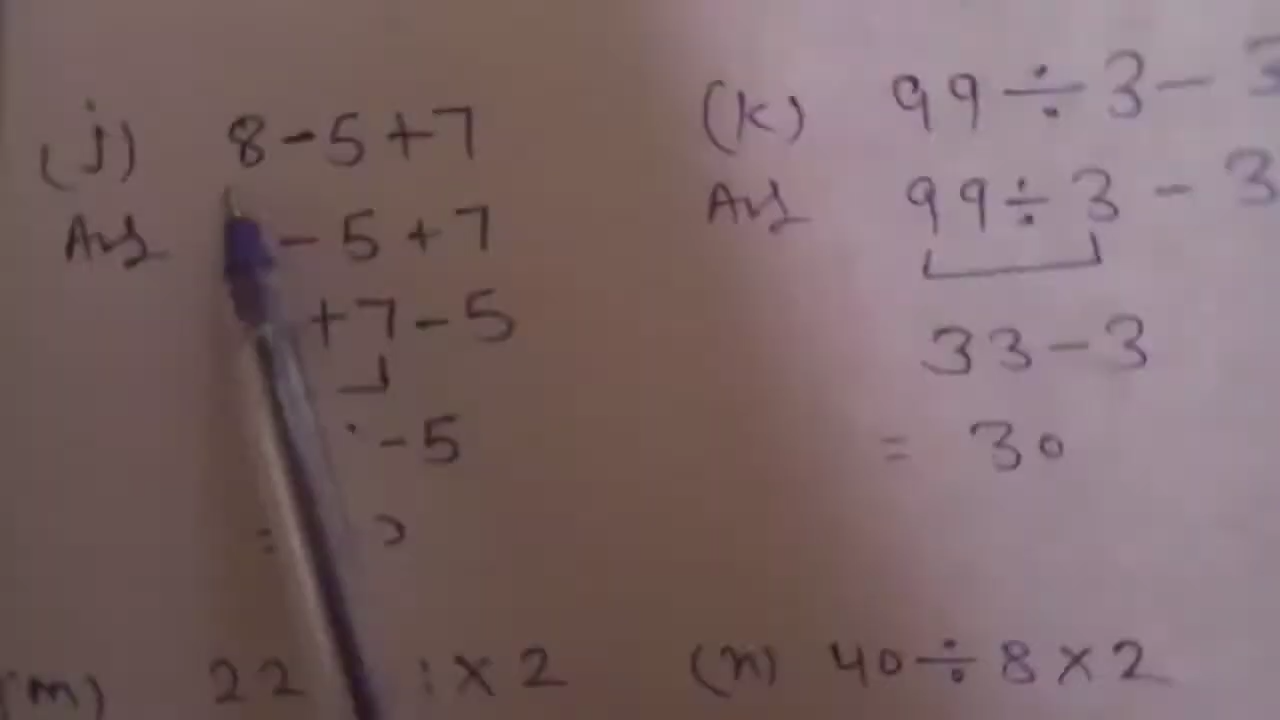 (j) 8-5+7
Ans - 5 + 7
+7-5
-5
=
(k) 99÷3-3
Ans 99÷3-3
33-3
= 30
(m) 22 ×2
(n) 40÷8×2